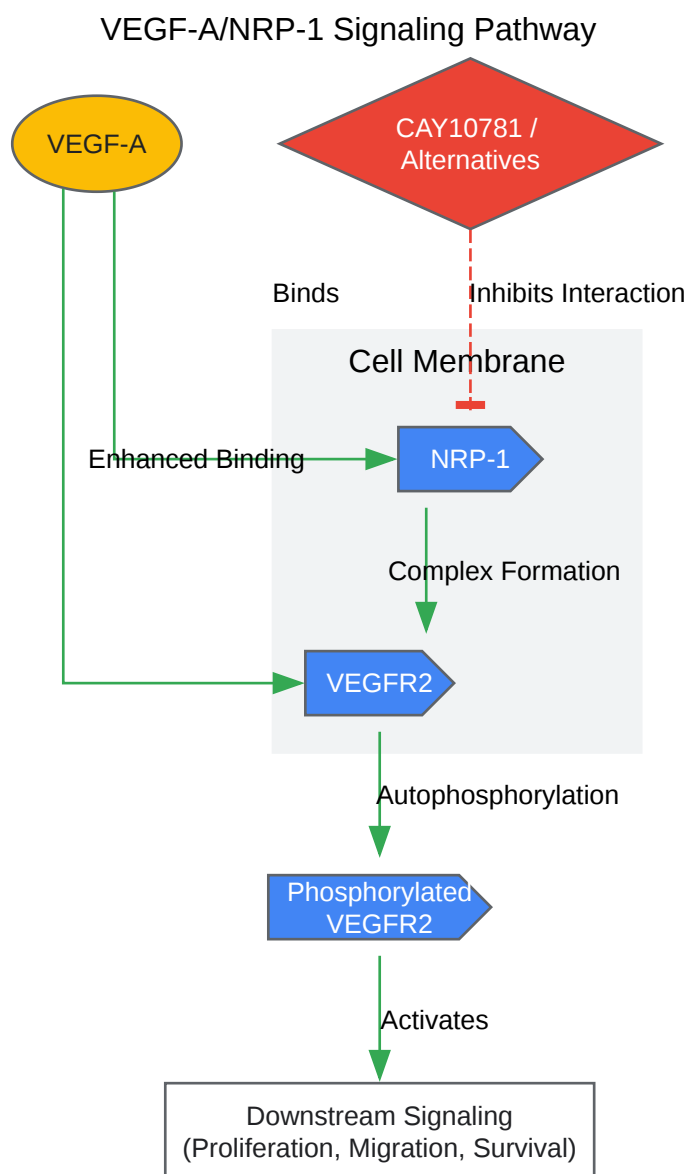 VEGF-A/NRP-1 Signaling Pathway
VEGF-A
CAY10781 /
Alternatives
Binds
Inhibits Interaction
Cell Membrane
NRP-1
Enhanced Binding
Complex Formation
VEGFR2
Autophosphorylation
Phosphorylated
VEGFR2
Activates
Downstream Signaling
(Proliferation, Migration, Survival)